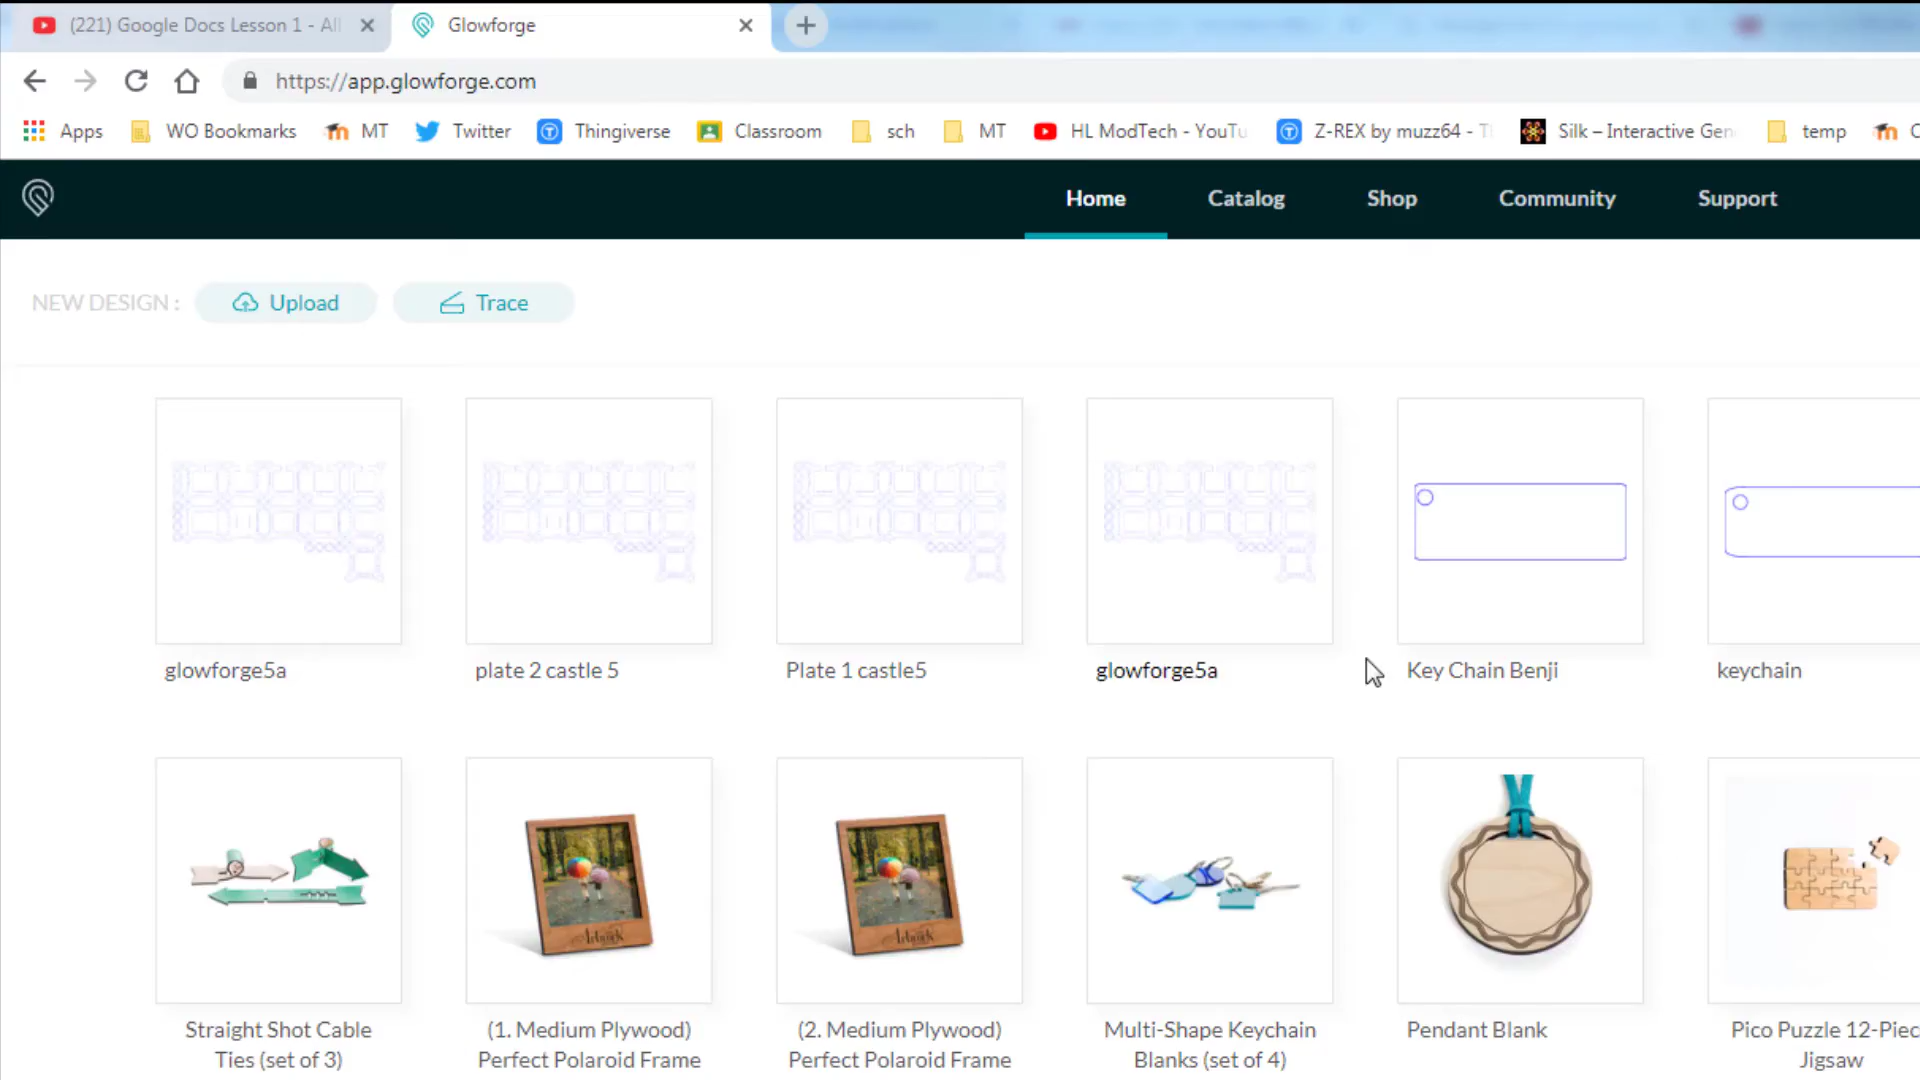 (221) Google Docs Lesson 1 - All
Glowforge
https://app.glowforge.com
Apps
WO Bookmarks
MT
Twitter
Thingiverse
Classroom
sch
MT
HL ModTech - YouTu
Z-REX by muzz64 - T
Silk – Interactive Gen
temp
Home
Catalog
Shop
Community
Support
NEW DESIGN :
Upload
Trace
glowforge5a
plate 2 castle 5
Plate 1 castle5
glowforge5a
Key Chain Benji
keychain
Straight Shot Cable
Ties (set of 3)
(1. Medium Plywood)
Perfect Polaroid Frame
(2. Medium Plywood)
Perfect Polaroid Frame
Multi-Shape Keychain
Blanks (set of 4)
Pendant Blank
Pico Puzzle 12-Piec
Jigsaw